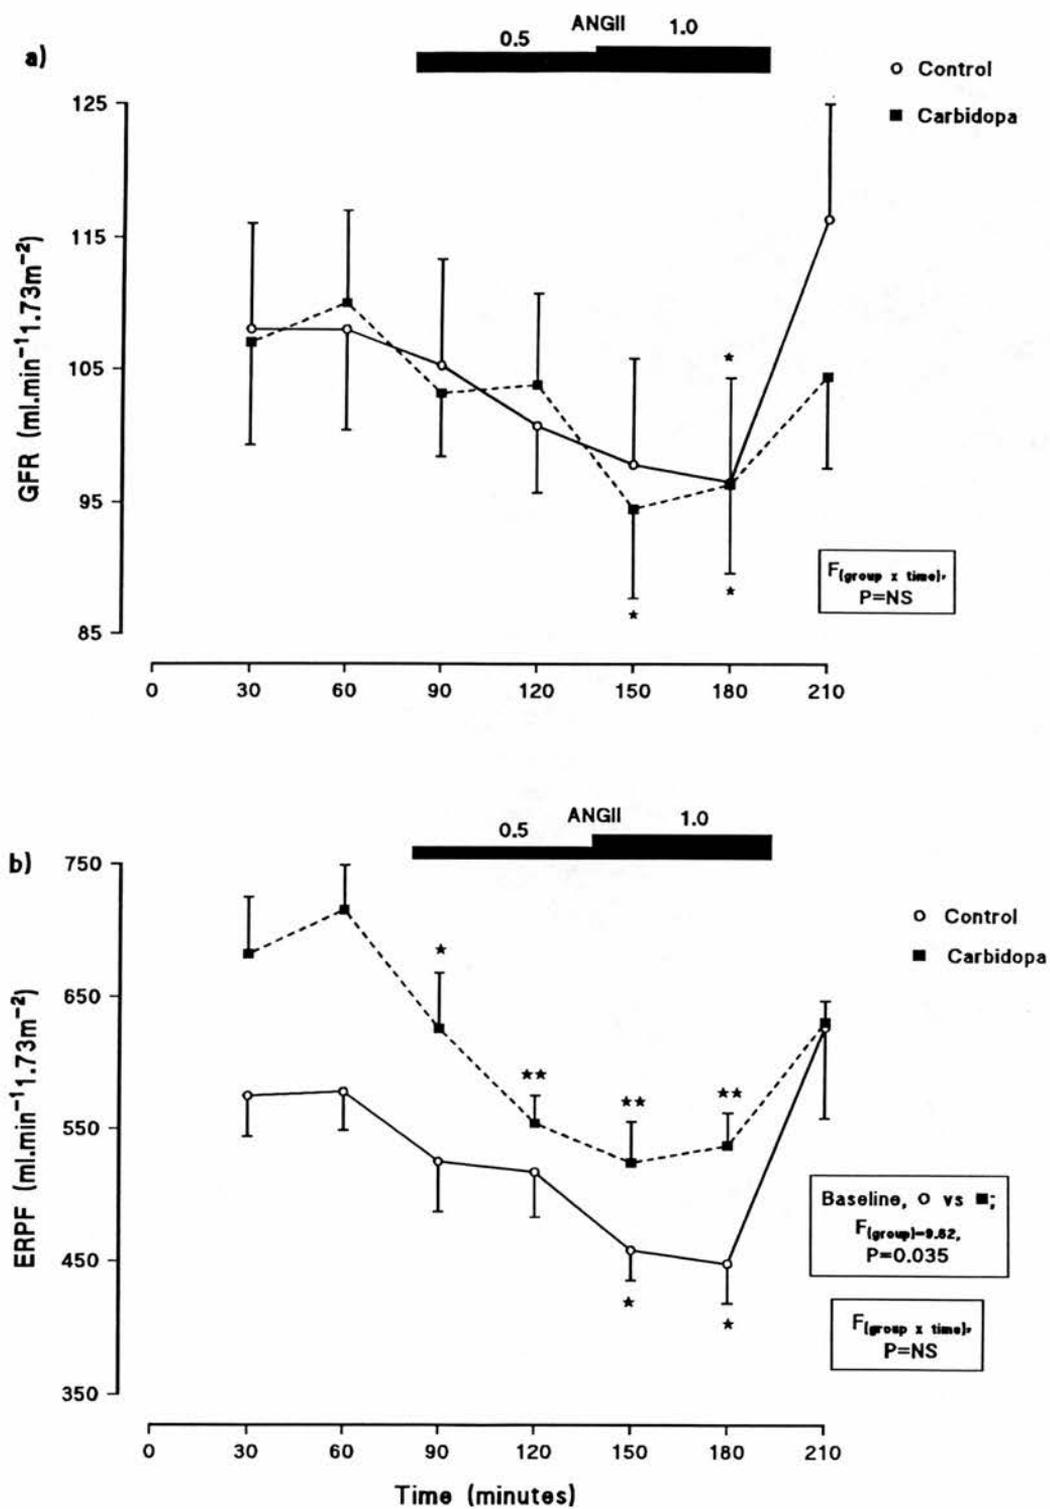 a)
ANGII
0.5 1.0
○ Control
■ Carbidopa
GFR (ml.min⁻¹1.73m⁻²)
125
115
105
95
85
★
★
★
F(group x time),
P=NS
0 30 60 90 120 150 180 210
b)
ANGII
0.5 1.0
○ Control
■ Carbidopa
ERPF (ml.min⁻¹1.73m⁻²)
750
650
550
450
350
★
★★
★★
★★
★
★
Baseline, ○ vs ■;
F(group)=9.62,
P=0.035
F(group x time),
P=NS
0 30 60 90 120 150 180 210
Time (minutes)